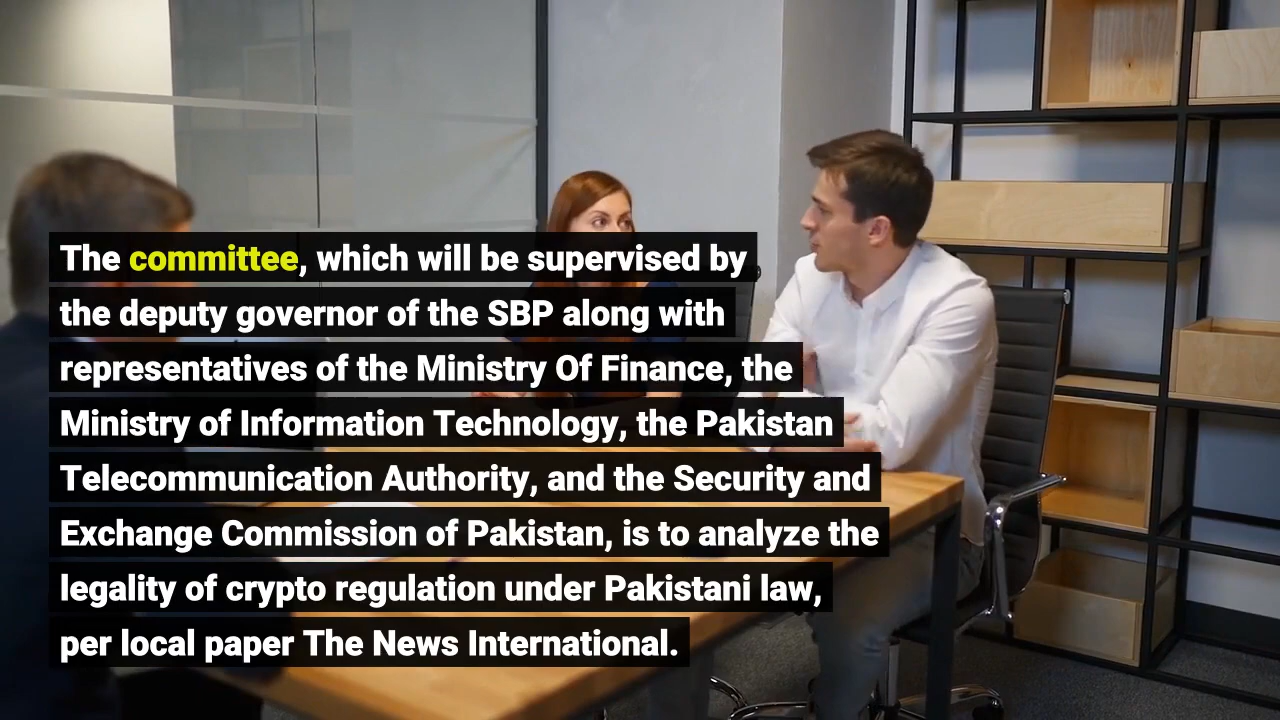 The committee, which will be supervised by
the deputy governor of the SBP along with
representatives of the Ministry Of Finance, the
Ministry of Information Technology, the Pakistan
Telecommunication Authority, and the Security and
Exchange Commission of Pakistan, is to analyze the
legality of crypto regulation under Pakistani law,
per local paper The News International.